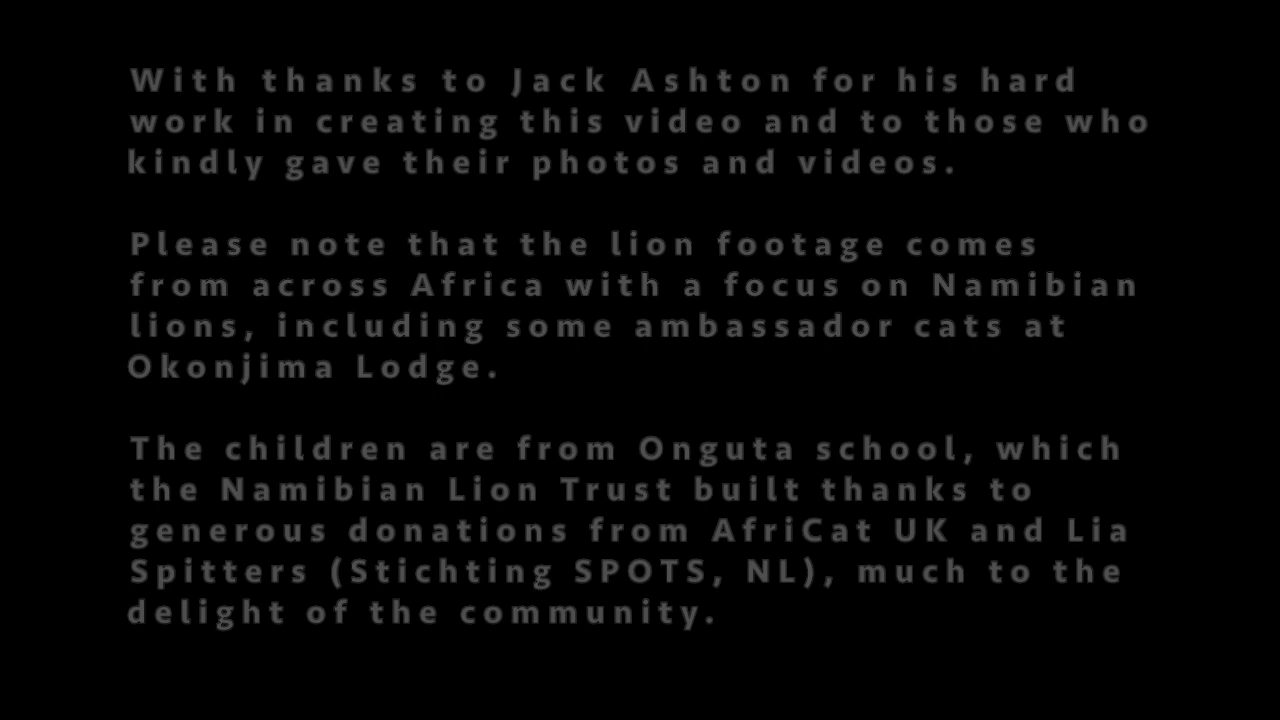 With thanks to Jack Ashton for his hard
work in creating this video and to those who
kindly gave their photos and videos.
Please note that the lion footage comes
from across Africa with a focus on Namibian
lions, including some ambassador cats at
Okonjima Lodge.
The children are from Onguta school, which
the Namibian Lion Trust built thanks to
generous donations from AfriCat UK and Lia
Spitters (Stichting SPOTS, NL), much to the
delight of the community.